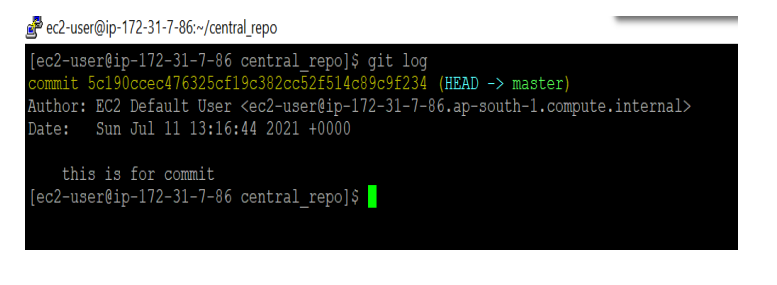 ec2-user@ip-172-31-7-86:~/central_repo
[ec2-user@ip-172-31-7-86 central_repo]$ git log
commit 5c190ccec476325cf19c382cc52f514c89c9f234 (HEAD -> master)
Author: EC2 Default User <ec2-user@ip-172-31-7-86.ap-south-1.compute.internal>
Date:   Sun Jul 11 13:16:44 2021 +0000
this is for commit
[ec2-user@ip-172-31-7-86 central_repo]$